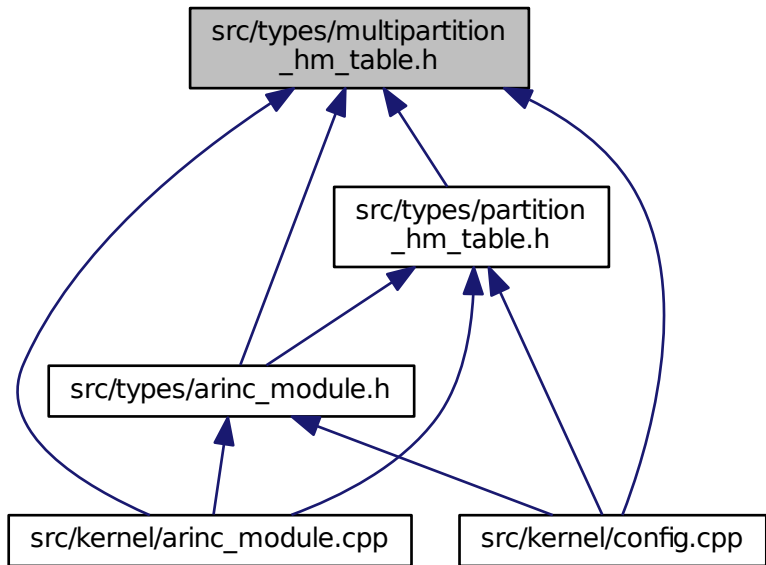 src/types/multipartition
_hm_table.h
src/types/partition
_hm_table.h
src/types/arinc_module.h
src/kernel/arinc_module.cpp
src/kernel/config.cpp